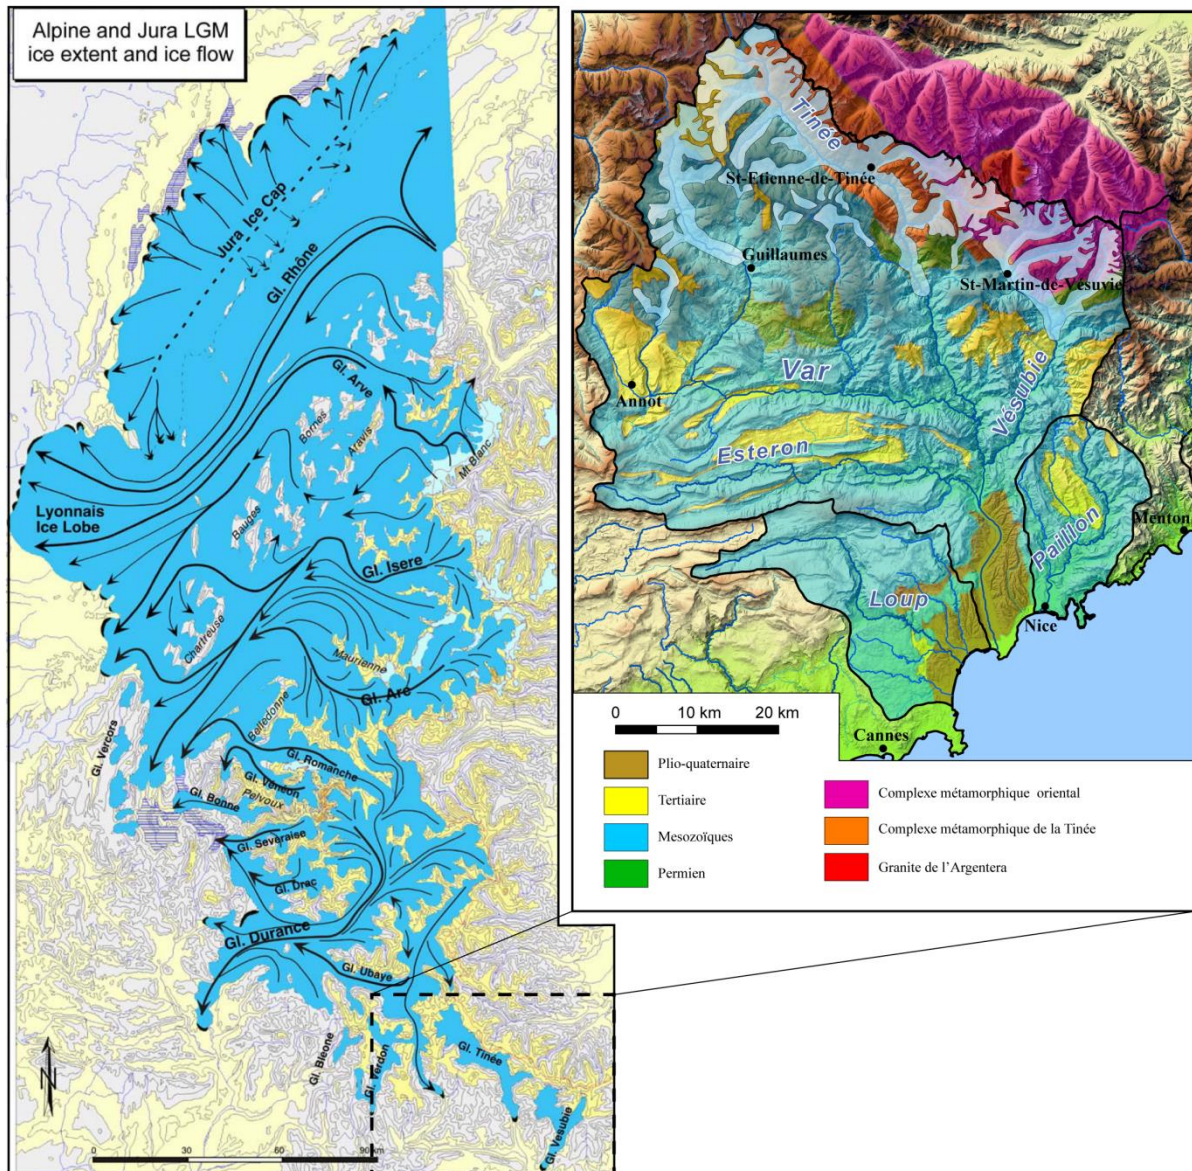 Alpine and Jura LGM
ice extent and ice flow
Jura Ice Cap
Gl. Rhône
Gl. Arve
Bornes
Aravis
Mt Blanc
Lyonnais
Ice Lobe
Bauges
Gl. Isere
Chartreuse
Maurienne
Gl. Arc
Belledonne
Gl. Vercors
Gl. Romanche
Gl. Vénéon
Gl. Bonne
Pelvoux
Gl. Sevéraise
Gl. Drac
Gl. Durance
Gl. Ubaye
Gl. Bleone
Gl. Verdon
Gl. Tinée
Gl. Vesubie
N
0 30 60 90 km
Tinée
St-Etienne-de-Tinée
Guillaumes
St-Martin-de-Vésuvie
Var
Vésubie
Annot
Esteron
Paillon
Menton
Loup
Nice
Cannes
0 10 km 20 km
Plio-quaternaire
Tertiaire
Mesozoïques
Permien
Complexe métamorphique oriental
Complexe métamorphique de la Tinée
Granite de l'Argentera